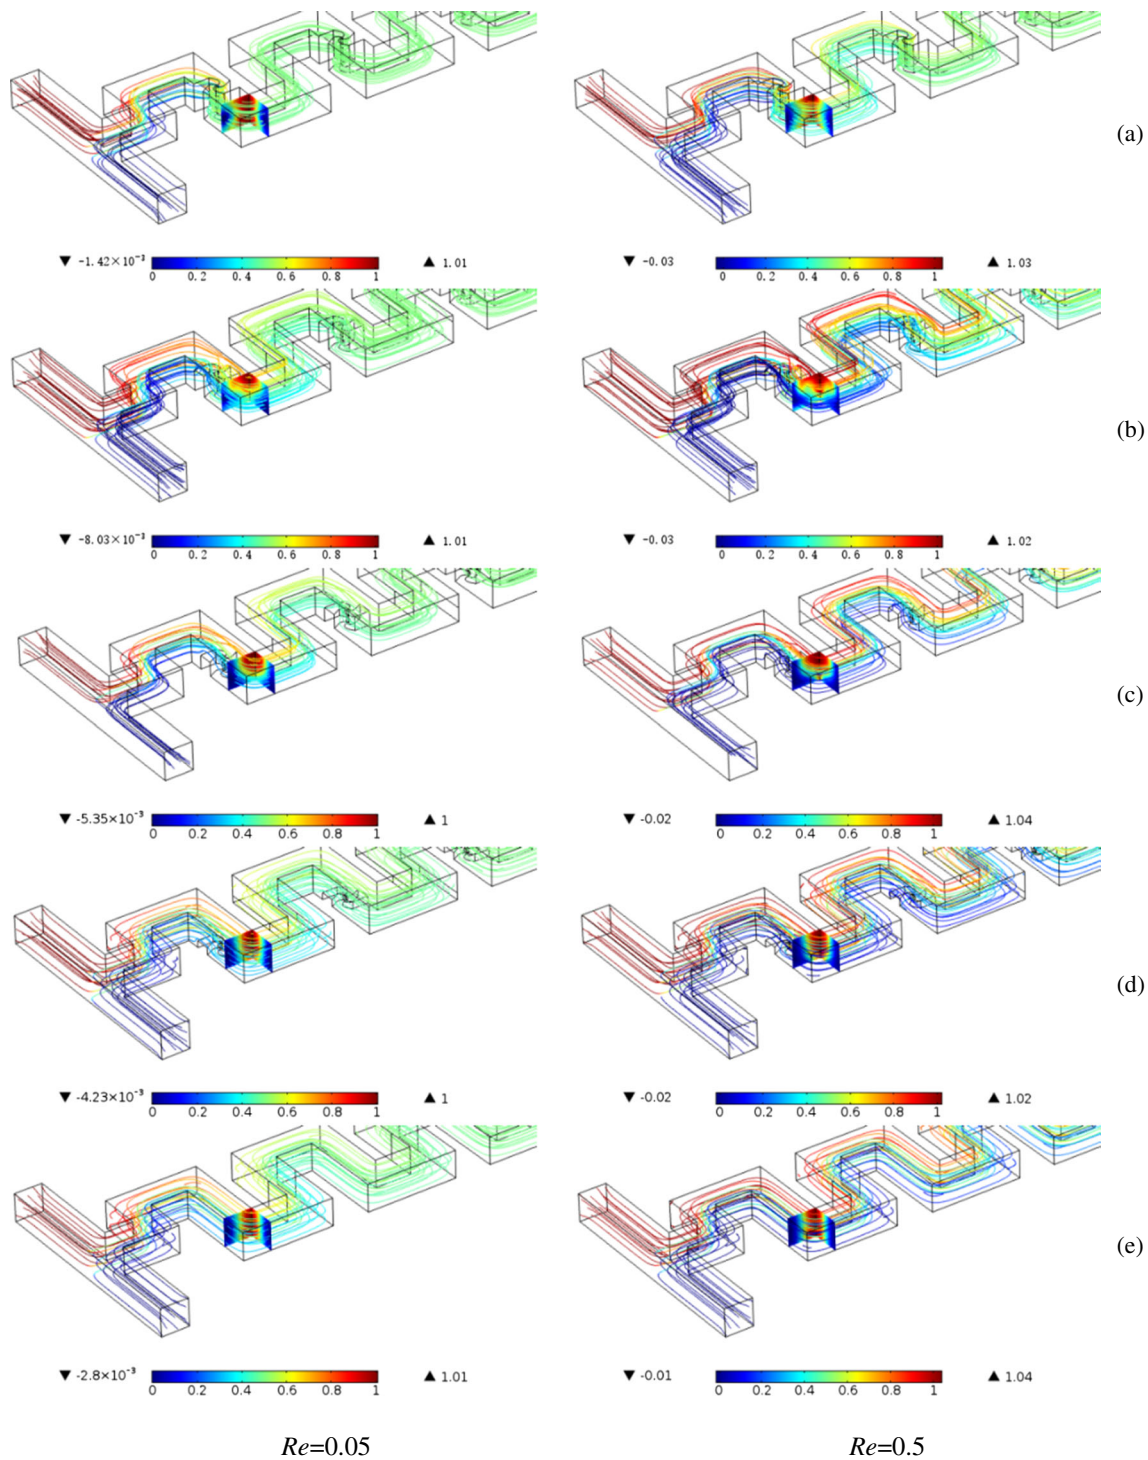 (a)
▼ -1.42×10⁻³ 0 0.2 0.4 0.6 0.8 1 ▲ 1.01
▼ -0.03 0 0.2 0.4 0.6 0.8 1 ▲ 1.03
(b)
▼ -8.03×10⁻³ 0 0.2 0.4 0.6 0.8 1 ▲ 1.01
▼ -0.03 0 0.2 0.4 0.6 0.8 1 ▲ 1.02
(c)
▼ -5.35×10⁻³ 0 0.2 0.4 0.6 0.8 1 ▲ 1
▼ -0.02 0 0.2 0.4 0.6 0.8 1 ▲ 1.04
(d)
▼ -4.23×10⁻³ 0 0.2 0.4 0.6 0.8 1 ▲ 1
▼ -0.02 0 0.2 0.4 0.6 0.8 1 ▲ 1.02
(e)
▼ -2.8×10⁻³ 0 0.2 0.4 0.6 0.8 1 ▲ 1.01
▼ -0.01 0 0.2 0.4 0.6 0.8 1 ▲ 1.04
Re=0.05
Re=0.5